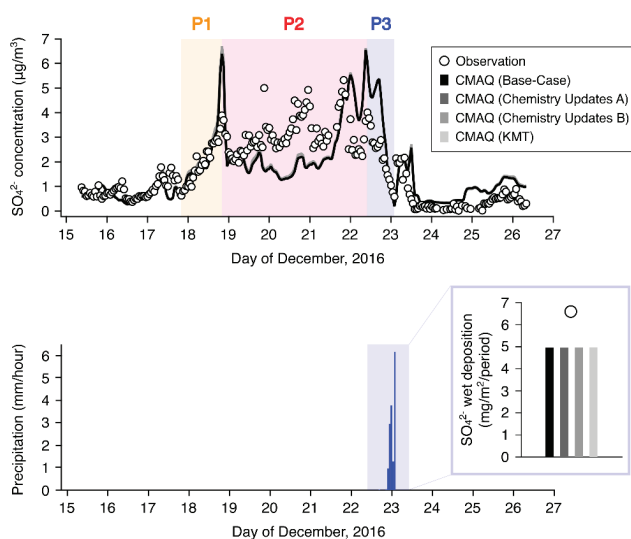 P1 P2 P3
SO₄²⁻ concentration (µg/m³)
7
6
5
4
3
2
1
0
15 16 17 18 19 20 21 22 23 24 25 26 27
Day of December, 2016
Observation
CMAQ (Base-Case)
CMAQ (Chemistry Updates A)
CMAQ (Chemistry Updates B)
CMAQ (KMT)
Precipitation (mm/hour)
6
5
4
3
2
1
0
15 16 17 18 19 20 21 22 23 24 25 26 27
Day of December, 2016
SO₄²⁻ wet deposition
(mg/m²/period)
7
6
5
4
3
2
1
0